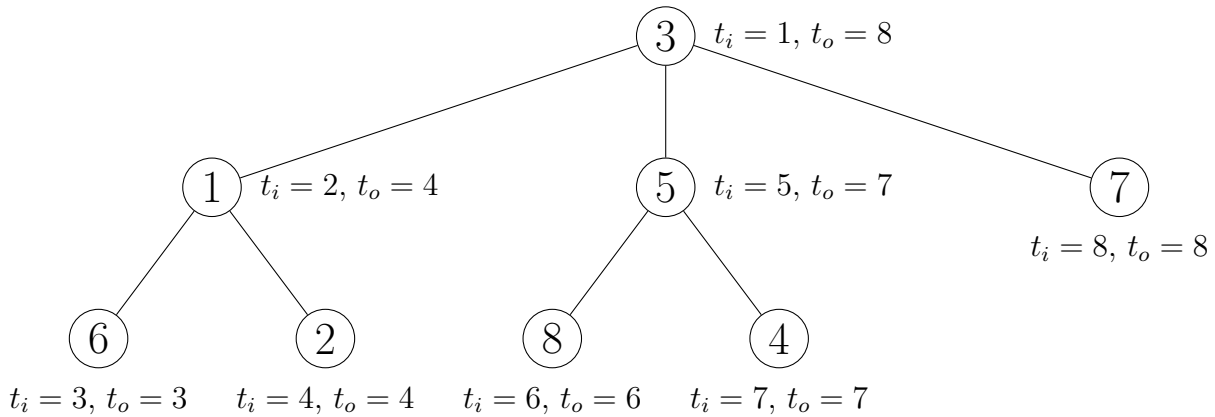 3 t_i = 1, t_o = 8
1 t_i = 2, t_o = 4
5 t_i = 5, t_o = 7
7
t_i = 8, t_o = 8
6
2
8
4
t_i = 3, t_o = 3
t_i = 4, t_o = 4
t_i = 6, t_o = 6
t_i = 7, t_o = 7